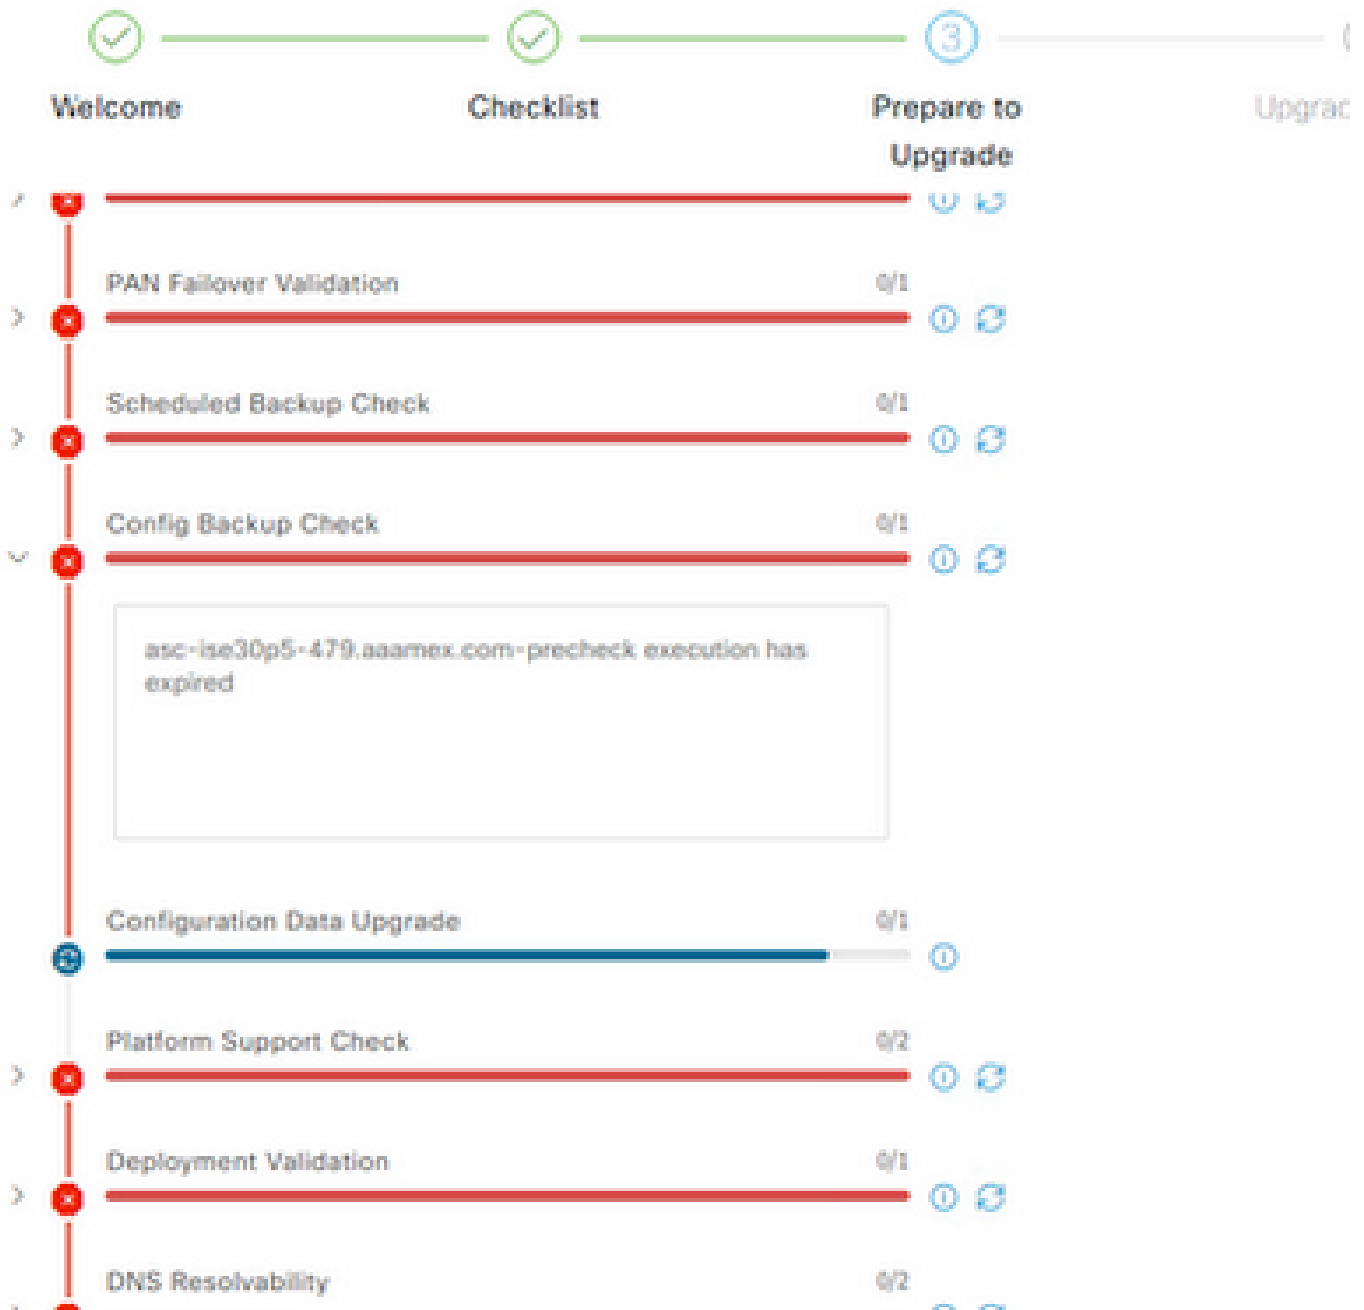 3
Welcome
Checklist
Prepare to
Upgrade
Upgrad
PAN Failover Validation
0/1
Scheduled Backup Check
0/1
Config Backup Check
0/1
asc-ise30p5-479.aaamex.com-precheck execution has
expired
Configuration Data Upgrade
0/1
Platform Support Check
0/2
Deployment Validation
0/1
DNS Resolvability
0/2